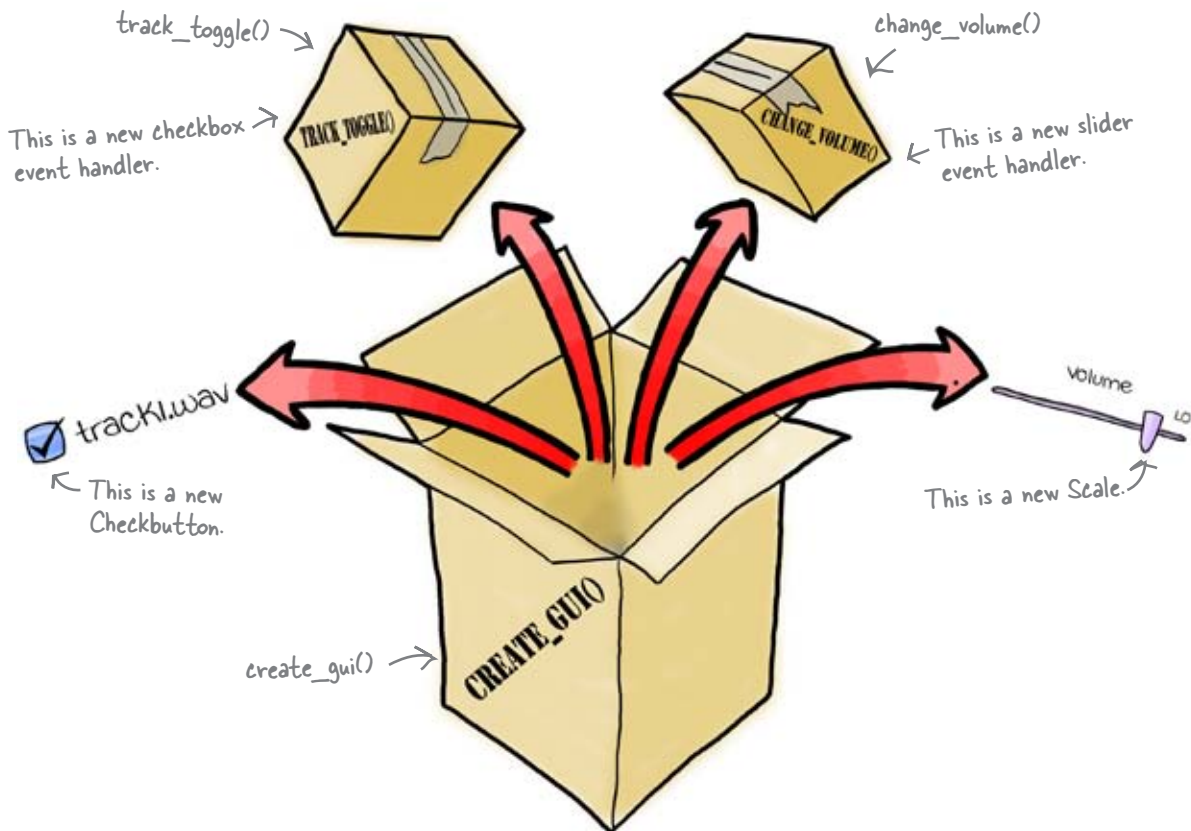 track_toggle()
change_volume()
This is a new checkbox
event handler.
TRACK_TOGGLE()
CHANGE_VOLUME()
This is a new slider
event handler.
track1.wav
volume
This is a new
Checkbutton.
This is a new Scale.
CREATE_GUI()
create_gui()